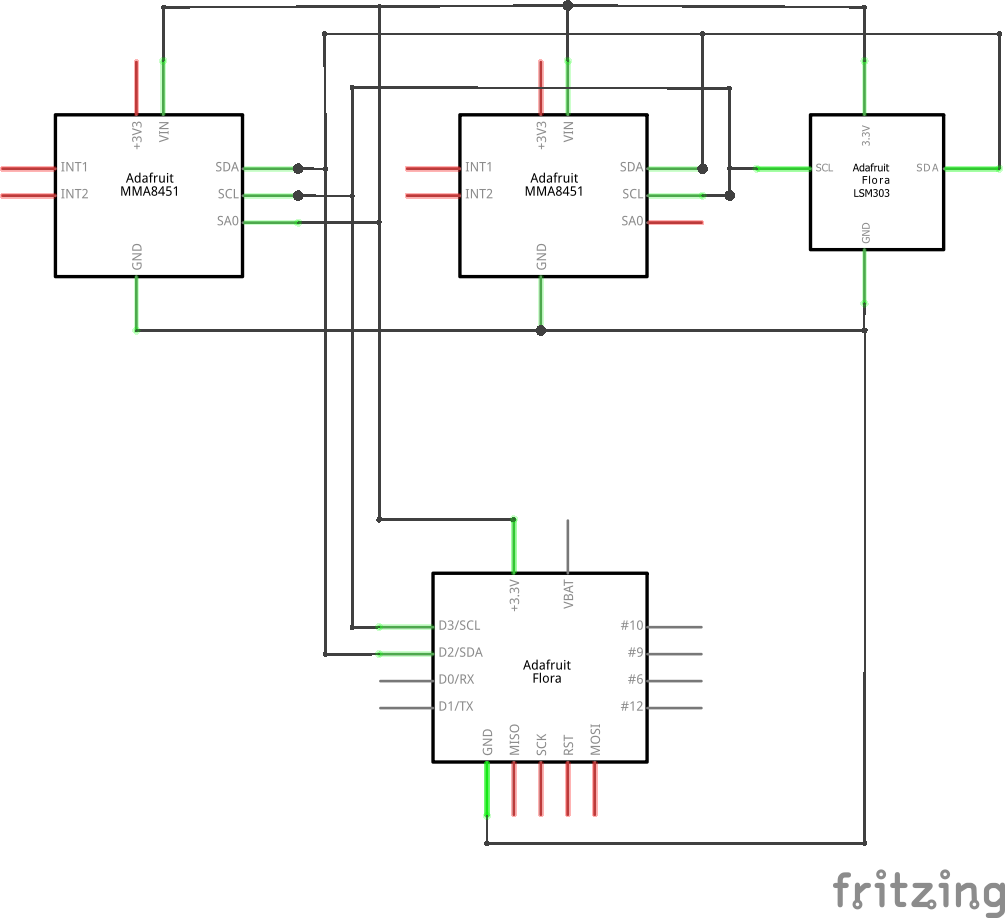 +3V3
VIN
INT1
INT2
Adafruit
MMA8451
SDA
SCL
SA0
GND
+3V3
VIN
INT1
INT2
Adafruit
MMA8451
SDA
SCL
SA0
GND
3.3V
SCL
Adafruit
Flora
LSM303
SDA
GND
+3.3V
VBAT
D3/SCL
D2/SDA
D0/RX
D1/TX
Adafruit
Flora
#10
#9
#6
#12
GND
MISO
SCK
RST
MOSI
fritzing